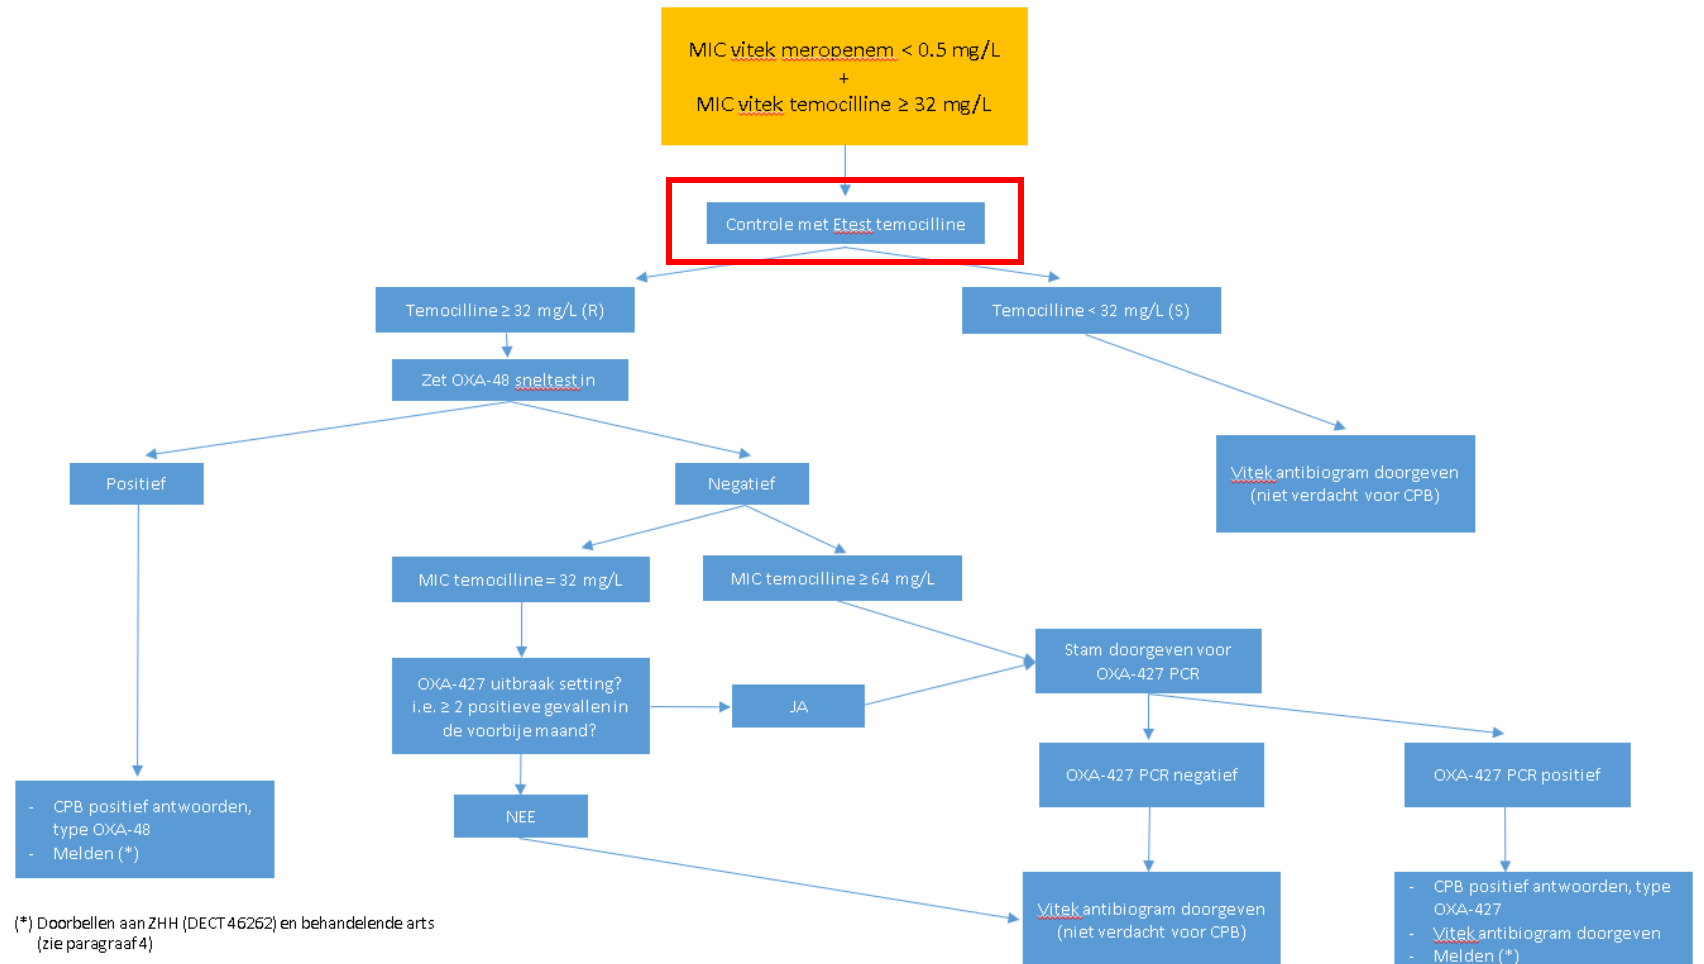 MIC vitek meropenem < 0.5 mg/L
+
MIC vitek temocilline ≥ 32 mg/L
Controle met Etest temocilline
Temocilline ≥ 32 mg/L (R)
Temocilline < 32 mg/L (S)
Zet OXA-48 sneltest in
Positief
Negatief
Vitek antibiogram doorgeven
(niet verdacht voor CPB)
MIC temocilline = 32 mg/L
MIC temocilline ≥ 64 mg/L
OXA-427 uitbraak setting?
i.e. ≥ 2 positieve gevallen in
de voorbije maand?
JA
Stam doorgeven voor
OXA-427 PCR
NEE
OXA-427 PCR negatief
OXA-427 PCR positief
- CPB positief antwoorden,
type OXA-48
- Melden (*)
Vitek antibiogram doorgeven
(niet verdacht voor CPB)
- CPB positief antwoorden, type
OXA-427
- Vitek antibiogram doorgeven
- Melden (*)
(*) Doorbellen aan ZHH (DECT 46262) en behandelende arts
(zie paragraaf 4)